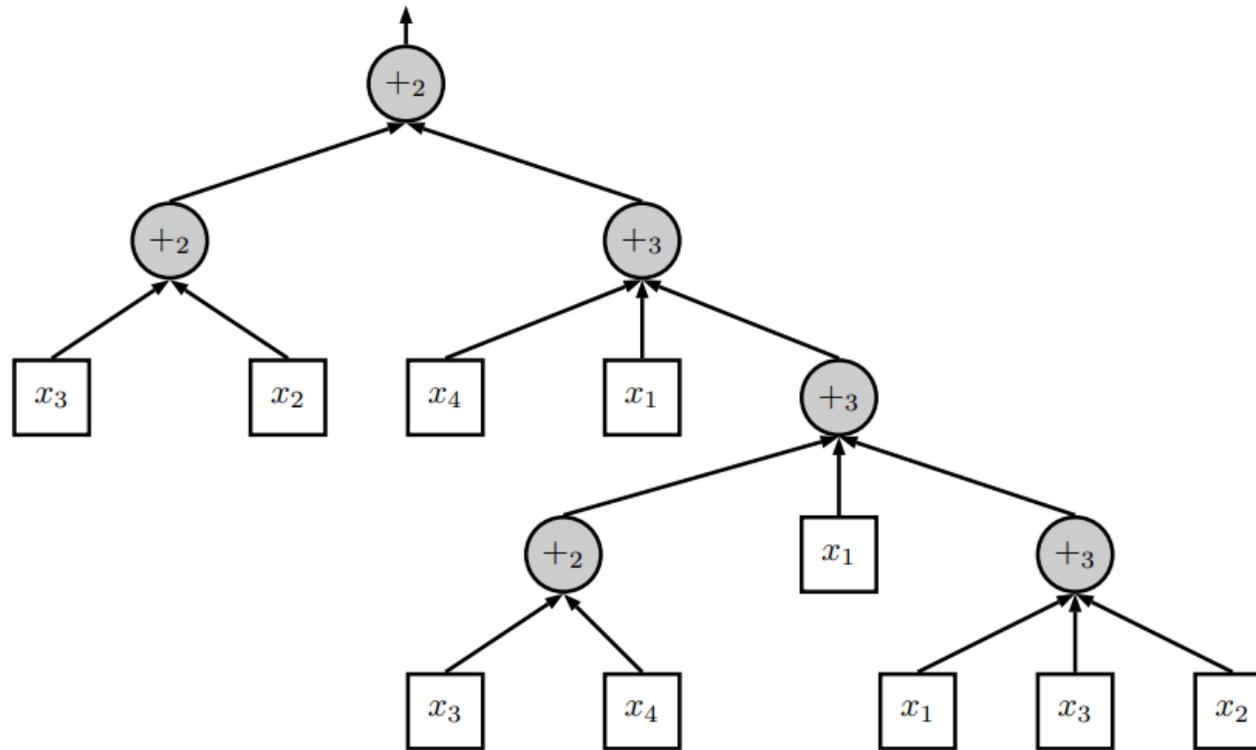 +₂
+₂ +₃
x₃ x₂ x₄ x₁ +₃
+₂ x₁ +₃
x₃ x₄ x₁ x₃ x₂